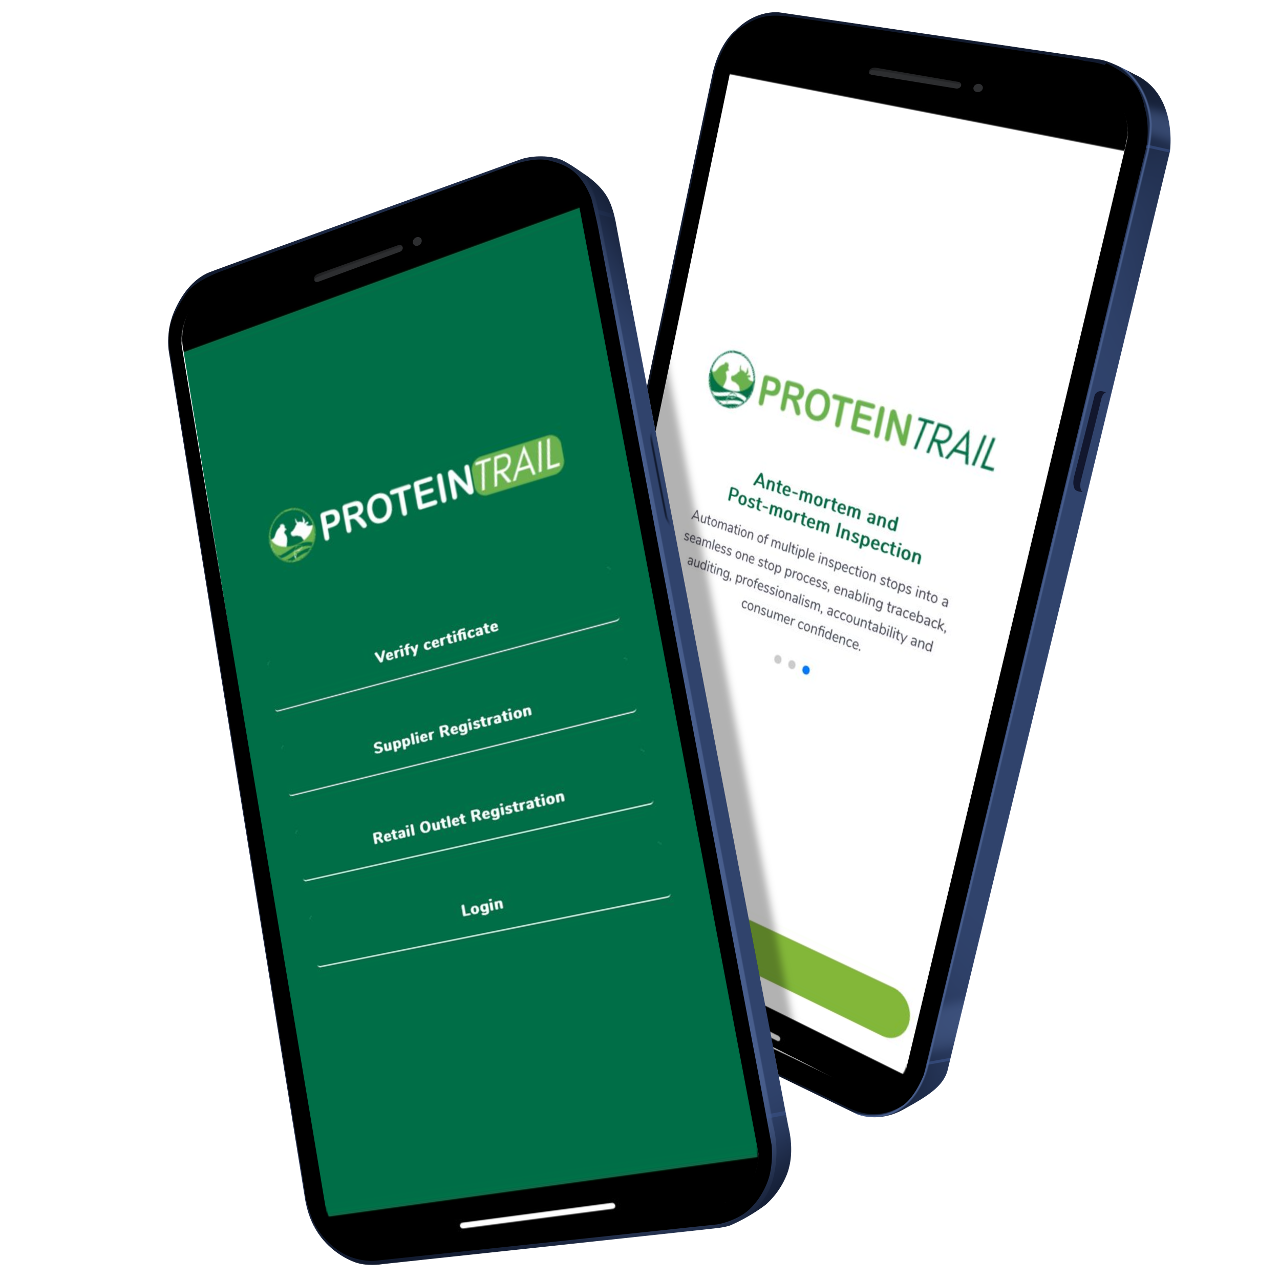 PROTEINTRAIL
Verify certificate
Supplier Registration
Retail Outlet Registration
Login
PROTEINTRAIL
Ante-mortem and
Post-mortem Inspection
Automation of multiple inspection stops into a
seamless one stop process, enabling traceback,
auditing, professionalism, accountability and
consumer confidence.